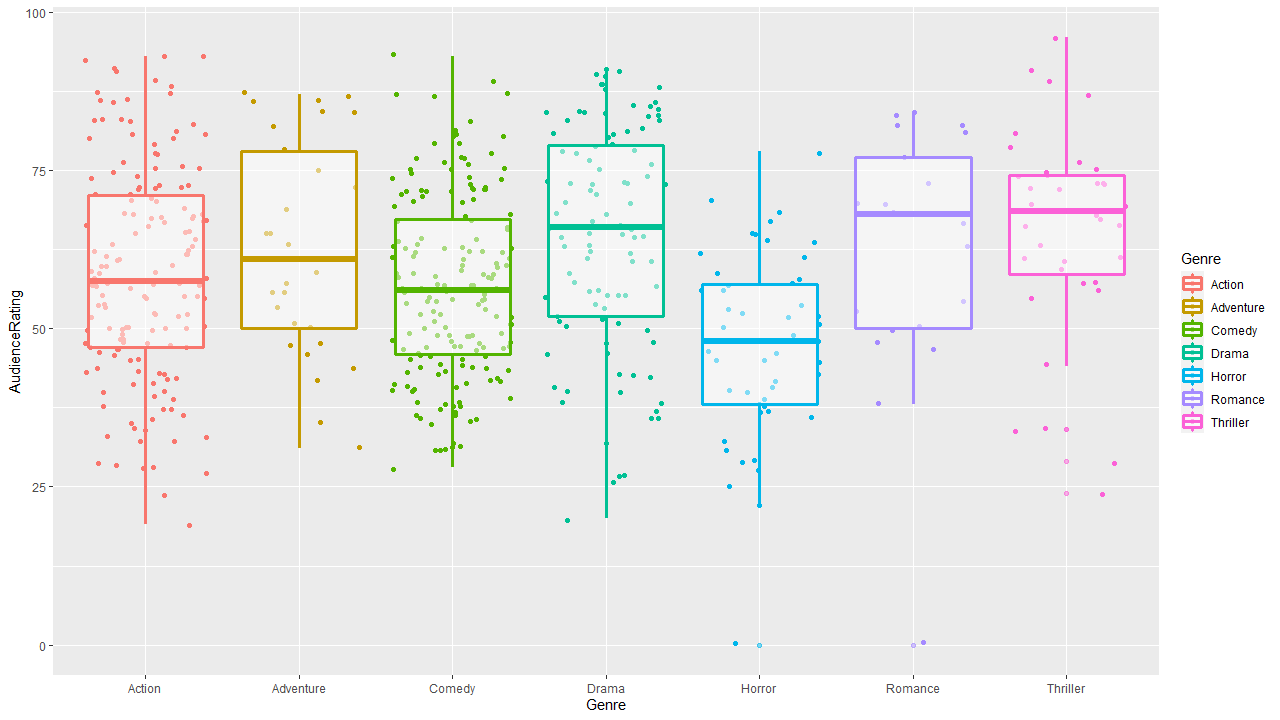 AudienceRating
100
75
50
25
0
Action Adventure Comedy Drama Horror Romance Thriller
Genre
Genre
Action
Adventure
Comedy
Drama
Horror
Romance
Thriller